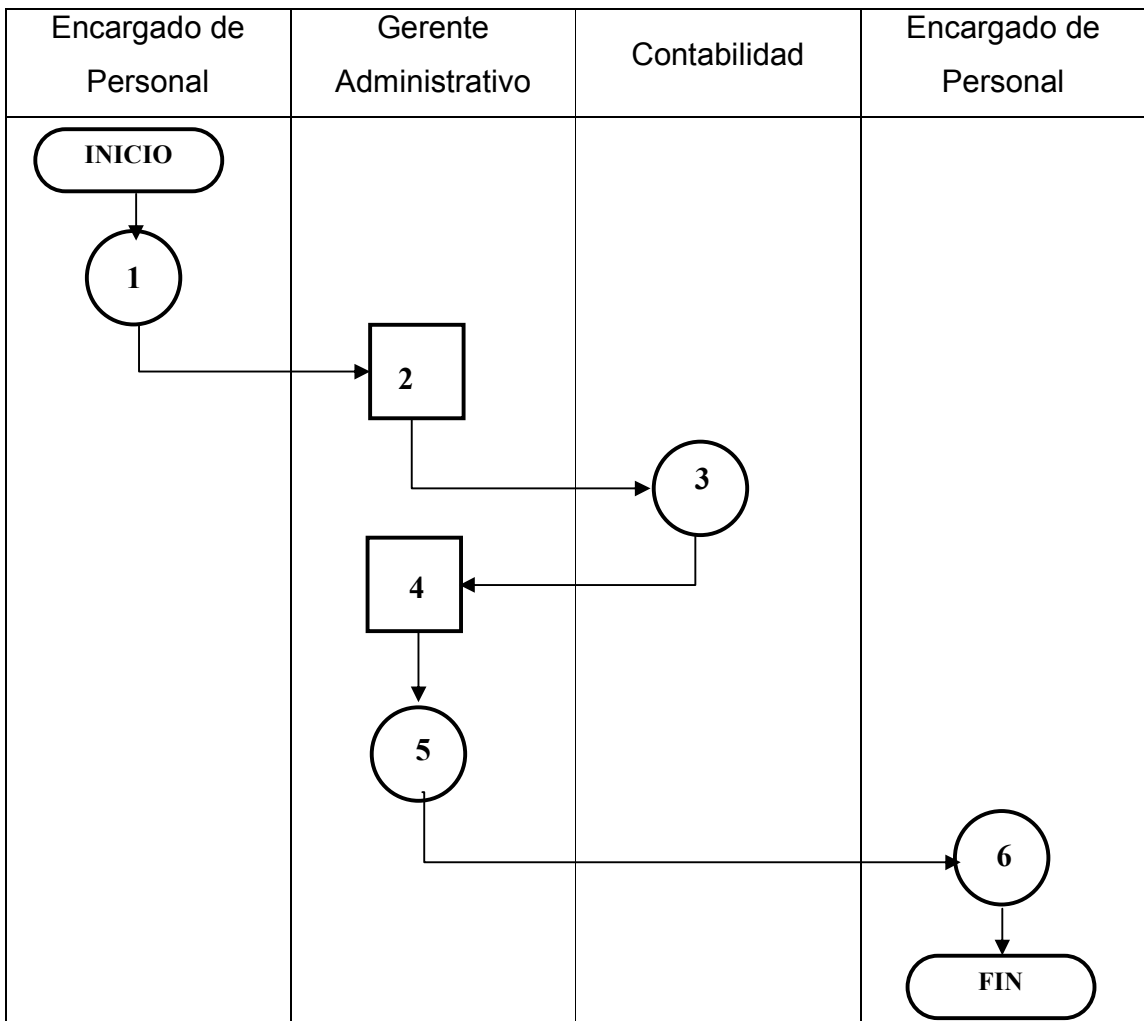 Encargado de
Personal
Gerente
Administrativo
Contabilidad
Encargado de
Personal
INICIO
1
2
3
4
5
6
FIN